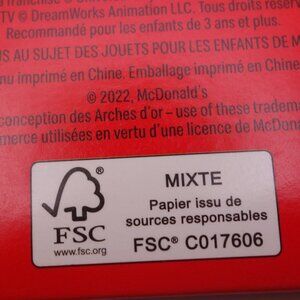 TV © DreamWorks Animation LLC. Tous droits
Recommandé pour enfants de 3 ans et plus.
AU SUJET DES JOUETS POUR LES ENFANTS DE M
nu imprimé en Chine. Emballage imprimé en Chine.
© 2022, McDonald's
conception des Arches d'or – use of these tradem
merce utilisées en vertu d'une licence de McDona
MIXTE
Papier issu de
sources responsables
FSC® C017606
FSC
www.fsc.org